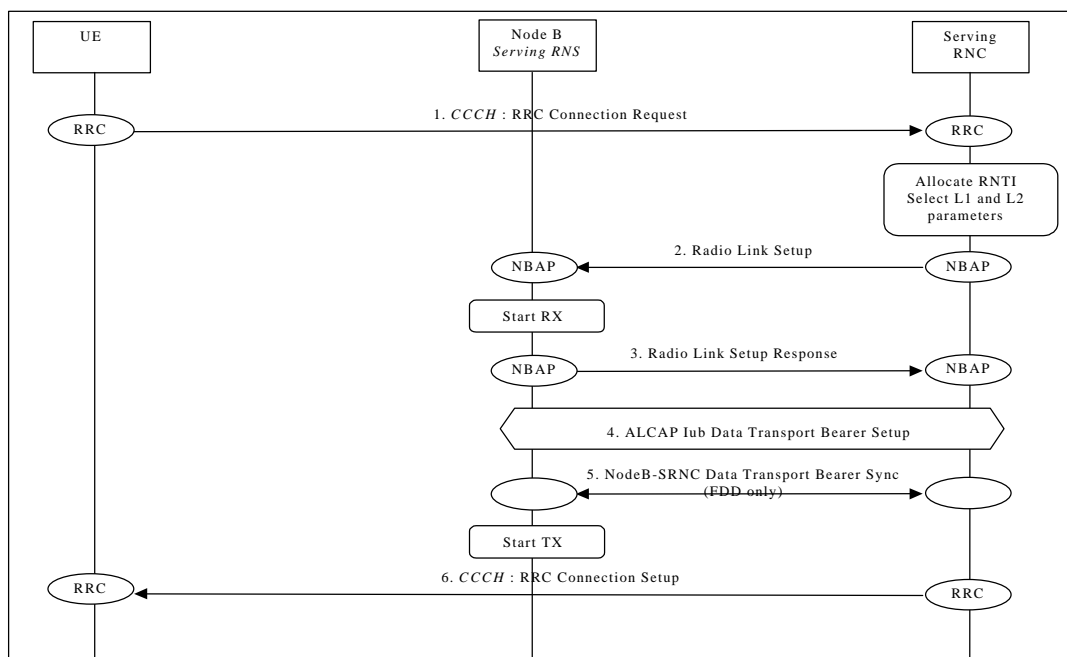 UE
Node B
Serving RNS
Serving
RNC
1. CCCH : RRC Connection Request
RRC
RRC
Allocate RNTI
Select L1 and L2
parameters
2. Radio Link Setup
NBAP
NBAP
Start RX
3. Radio Link Setup Response
NBAP
NBAP
4. ALCAP Iub Data Transport Bearer Setup
5. NodeB-SRNC Data Transport Bearer Sync
(FDD only)
Start TX
6. CCCH : RRC Connection Setup
RRC
RRC